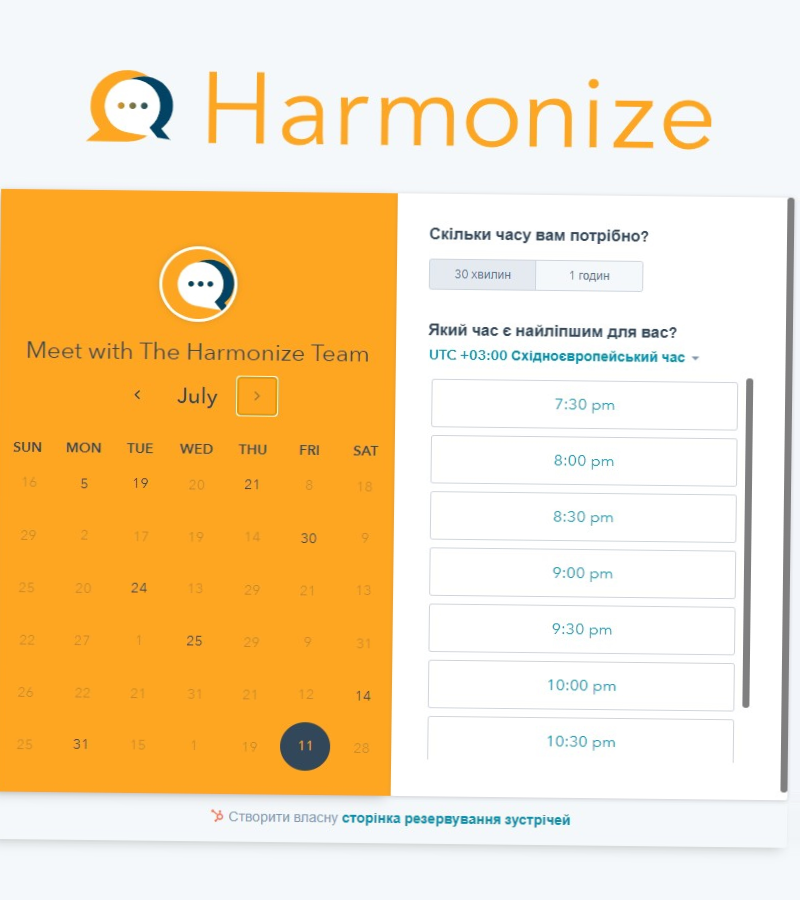 Harmonize
Meet with The Harmonize Team
July
SUN MON TUE WED THU FRI SAT
16 5 19 20 21 8 18
29 2 17 19 14 30 9
25 20 24 13 29 21 13
22 27 1 25 29 9 31
26 22 21 31 21 12 14
25 31 15 1 19 11 28
Скільки часу вам потрібно?
30 хвилин 1 годин
Який час є найліпшим для вас?
UTC +03:00 Східноєвропейський час
7:30 pm
8:00 pm
8:30 pm
9:00 pm
9:30 pm
10:00 pm
10:30 pm
Створити власну сторінка резервування зустрічей